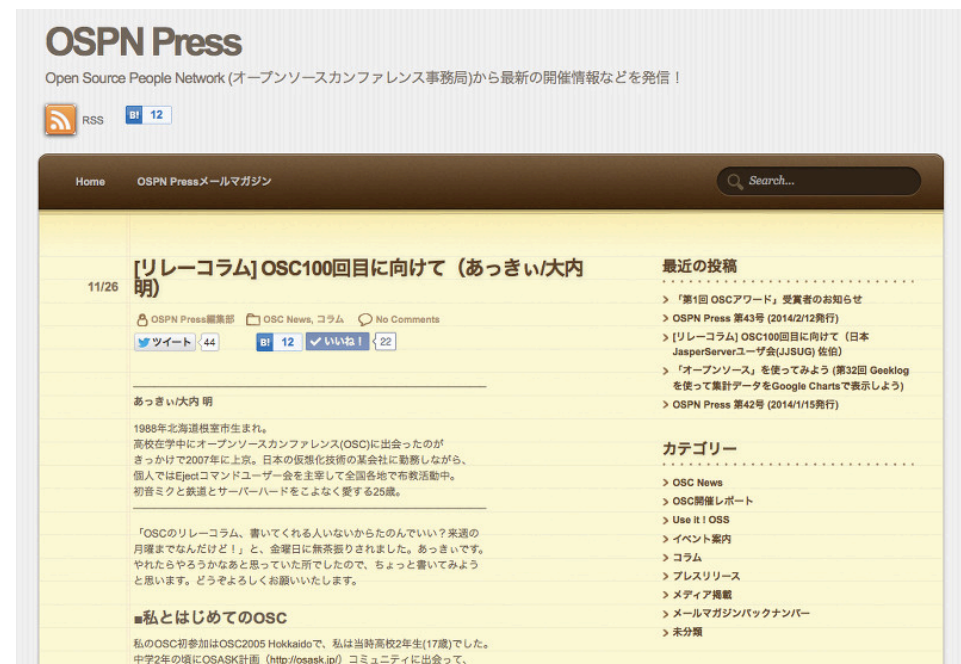 OSPN Press
Open Source People Network (オープンソースカンファレンス事務局)から最新の開催情報などを発信！
RSS
B! 12
Home
OSPN Pressメールマガジン
Search...
11/26
[リレーコラム] OSC100回目に向けて（あっきぃ/大内
明）
OSPN Press編集部
OSC News, コラム
No Comments
ツイート 44
B! 12
いいね！ 22
あっきぃ/大内 明
1988年北海道根室市生まれ。
高校在学中にオープンソースカンファレンス(OSC)に出会ったのが
きっかけで2007年に上京。日本の仮想化技術の某会社に勤務しながら、
個人ではEjectコマンドユーザー会を主宰して全国各地で布教活動中。
初音ミクと鉄道とサーバーハードをこよなく愛する25歳。
「OSCのリレーコラム、書いてくれる人いないからたのんでいい？来週の
月曜までなんだけど！」と、金曜日に無茶振りされました。あっきぃです。
やれたらやろうかなあと思っていた所でしたので、ちょっと書いてみよう
と思います。どうぞよろしくお願いいたします。
■私とはじめてのOSC
私のOSC初参加はOSC2005 Hokkaidoで、私は当時高校2年生(17歳)でした。
中学2年の頃にOSASK計画（http://osask.jp/）コミュニティに出会って、
最近の投稿
「第1回 OSCアワード」受賞者のお知らせ
OSPN Press 第43号 (2014/2/12発行)
[リレーコラム] OSC100回目に向けて（日本
JasperServerユーザ会(JJSUG) 佐伯）
「オープンソース」を使ってみよう (第32回 Geeklog
を使って集計データをGoogle Chartsで表示しよう)
OSPN Press 第42号 (2014/1/15発行)
カテゴリー
OSC News
OSC開催レポート
Use it ! OSS
イベント案内
コラム
プレスリリース
メディア掲載
メールマガジンバックナンバー
未分類